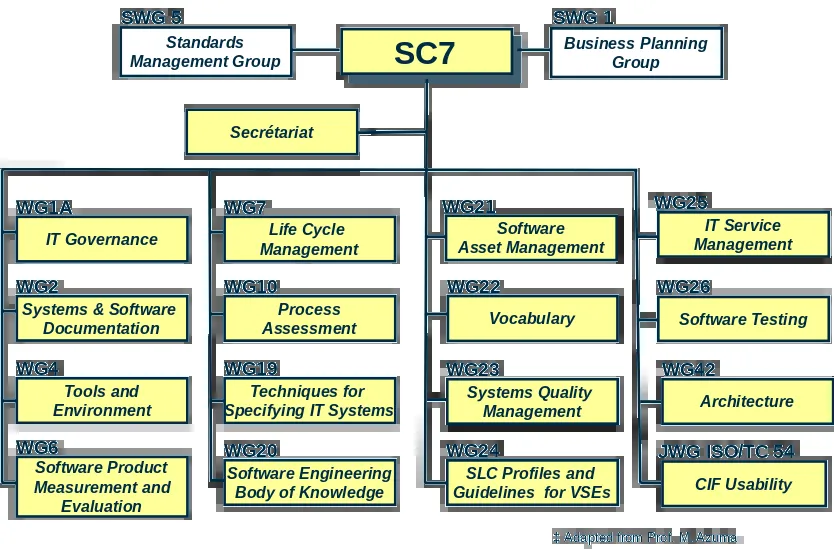 SWG 5
Standards
Management Group
SC7
SWG 1
Business Planning
Group
Secrétariat
WG1A
IT Governance
WG7
Life Cycle
Management
WG21
Software
Asset Management
WG25
IT Service
Management
WG2
Systems & Software
Documentation
WG10
Process
Assessment
WG22
Vocabulary
WG26
Software Testing
WG4
Tools and
Environment
WG19
Techniques for
Specifying IT Systems
WG23
Systems Quality
Management
WG42
Architecture
WG6
Software Product
Measurement and
Evaluation
WG20
Software Engineering
Body of Knowledge
WG24
SLC Profiles and
Guidelines for VSEs
JWG ISO/TC 54
CIF Usability
‡ Adapted from Prof. M. Azuma